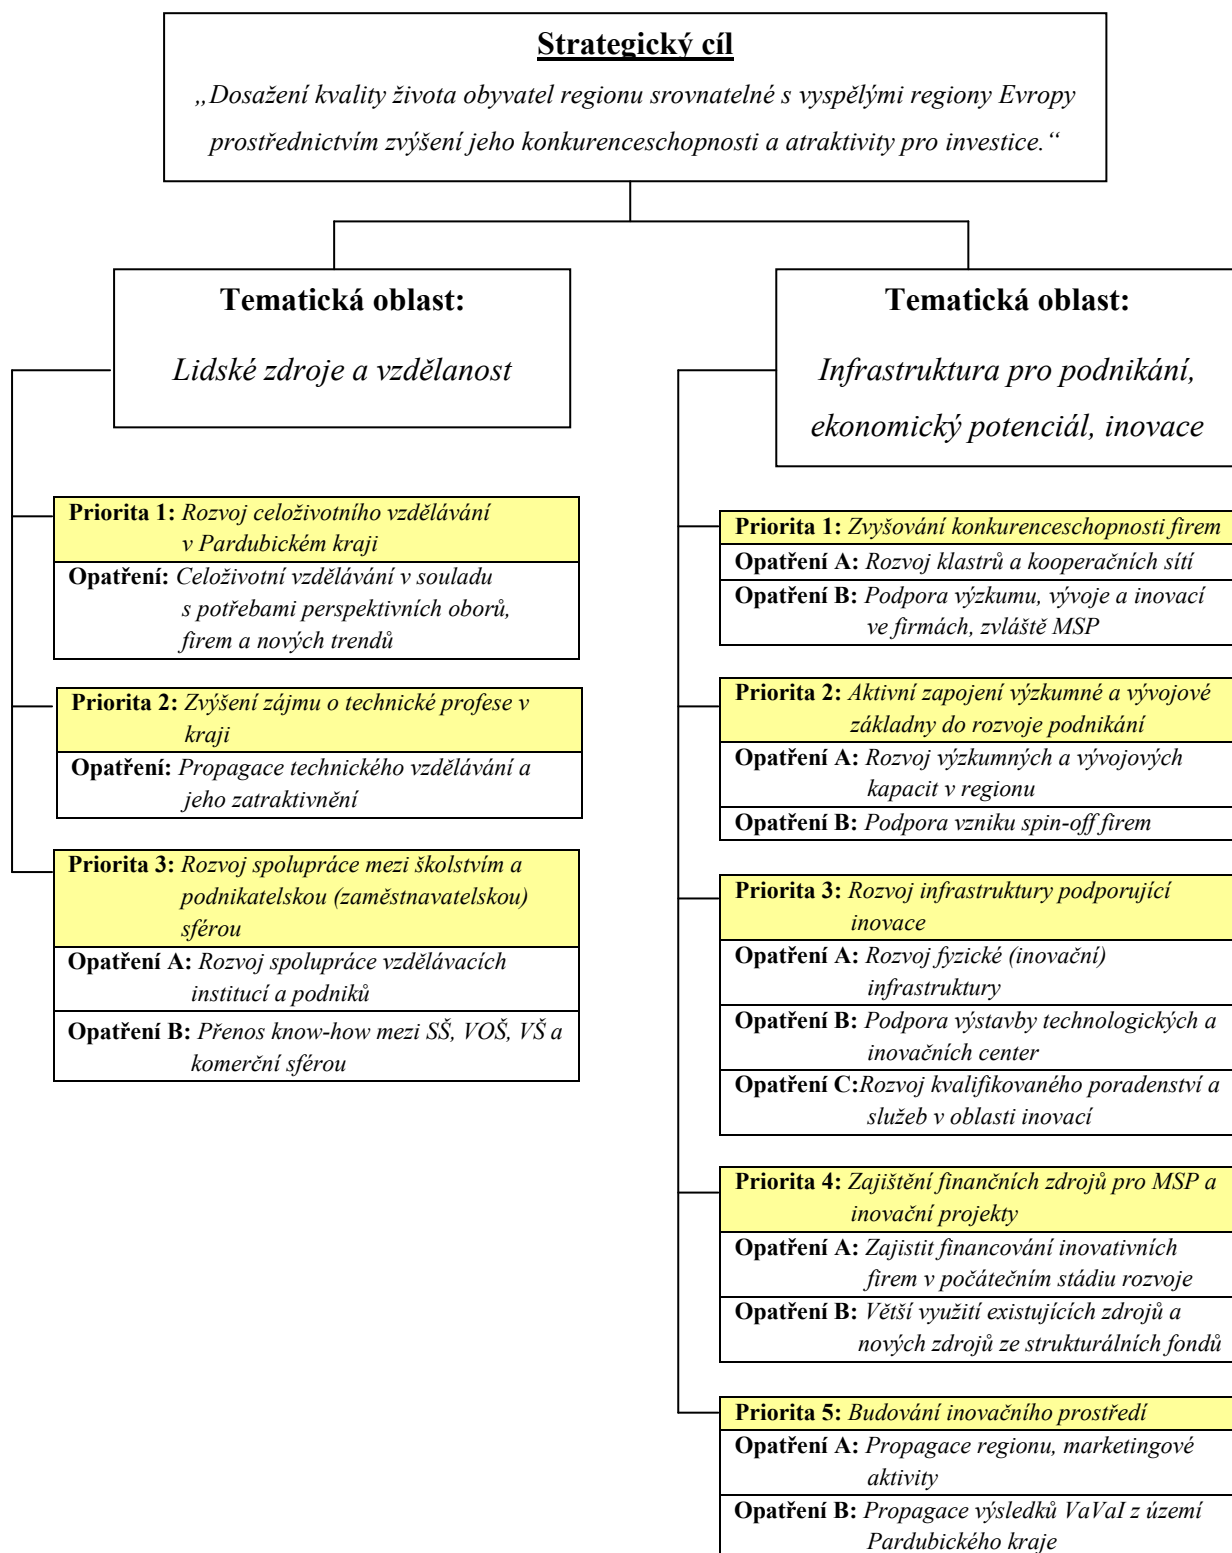 Strategický cíl
„Dosažení kvality života obyvatel regionu srovnatelné s vyspělými regiony Evropy
prostřednictvím zvýšení jeho konkurenceschopnosti a atraktivity pro investice.“
Tematická oblast:
Lidské zdroje a vzdělanost
Priorita 1: Rozvoj celoživotního vzdělávání
v Pardubickém kraji
Opatření: Celoživotní vzdělávání v souladu
s potřebami perspektivních oborů,
firem a nových trendů
Priorita 2: Zvýšení zájmu o technické profese v
kraji
Opatření: Propagace technického vzdělávání a
jeho zatraktivnění
Priorita 3: Rozvoj spolupráce mezi školstvím a
podnikatelskou (zaměstnavatelskou)
sférou
Opatření A: Rozvoj spolupráce vzdělávacích
institucí a podniků
Opatření B: Přenos know-how mezi SŠ, VOŠ, VŠ a
komerční sférou
Tematická oblast:
Infrastruktura pro podnikání,
ekonomický potenciál, inovace
Priorita 1: Zvyšování konkurenceschopnosti firem
Opatření A: Rozvoj klastrů a kooperačních sítí
Opatření B: Podpora výzkumu, vývoje a inovací
ve firmách, zvláště MSP
Priorita 2: Aktivní zapojení výzkumné a vývojové
základny do rozvoje podnikání
Opatření A: Rozvoj výzkumných a vývojových
kapacit v regionu
Opatření B: Podpora vzniku spin-off firem
Priorita 3: Rozvoj infrastruktury podporující
inovace
Opatření A: Rozvoj fyzické (inovační)
infrastruktury
Opatření B: Podpora výstavby technologických a
inovačních center
Opatření C:Rozvoj kvalifikovaného poradenství a
služeb v oblasti inovací
Priorita 4: Zajištění finančních zdrojů pro MSP a
inovační projekty
Opatření A: Zajistit financování inovativních
firem v počátečním stádiu rozvoje
Opatření B: Větší využití existujících zdrojů a
nových zdrojů ze strukturálních fondů
Priorita 5: Budování inovačního prostředí
Opatření A: Propagace regionu, marketingové
aktivity
Opatření B: Propagace výsledků VaVaI z území
Pardubického kraje